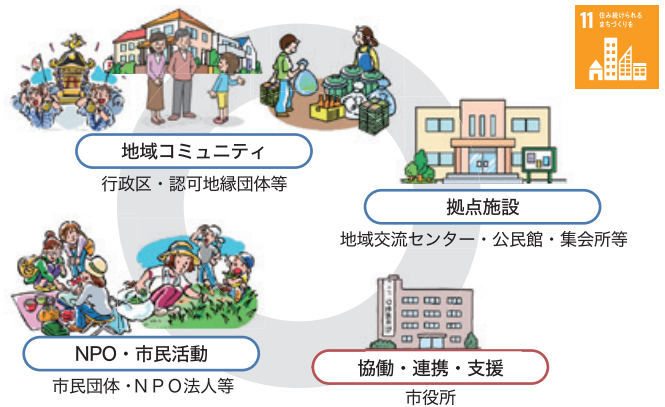 11 住み続けられる
まちづくりを
地域コミュニティ
行政区・認可地縁団体等
拠点施設
地域交流センター・公民館・集会所等
NPO・市民活動
市民団体・NPO法人等
協働・連携・支援
市役所